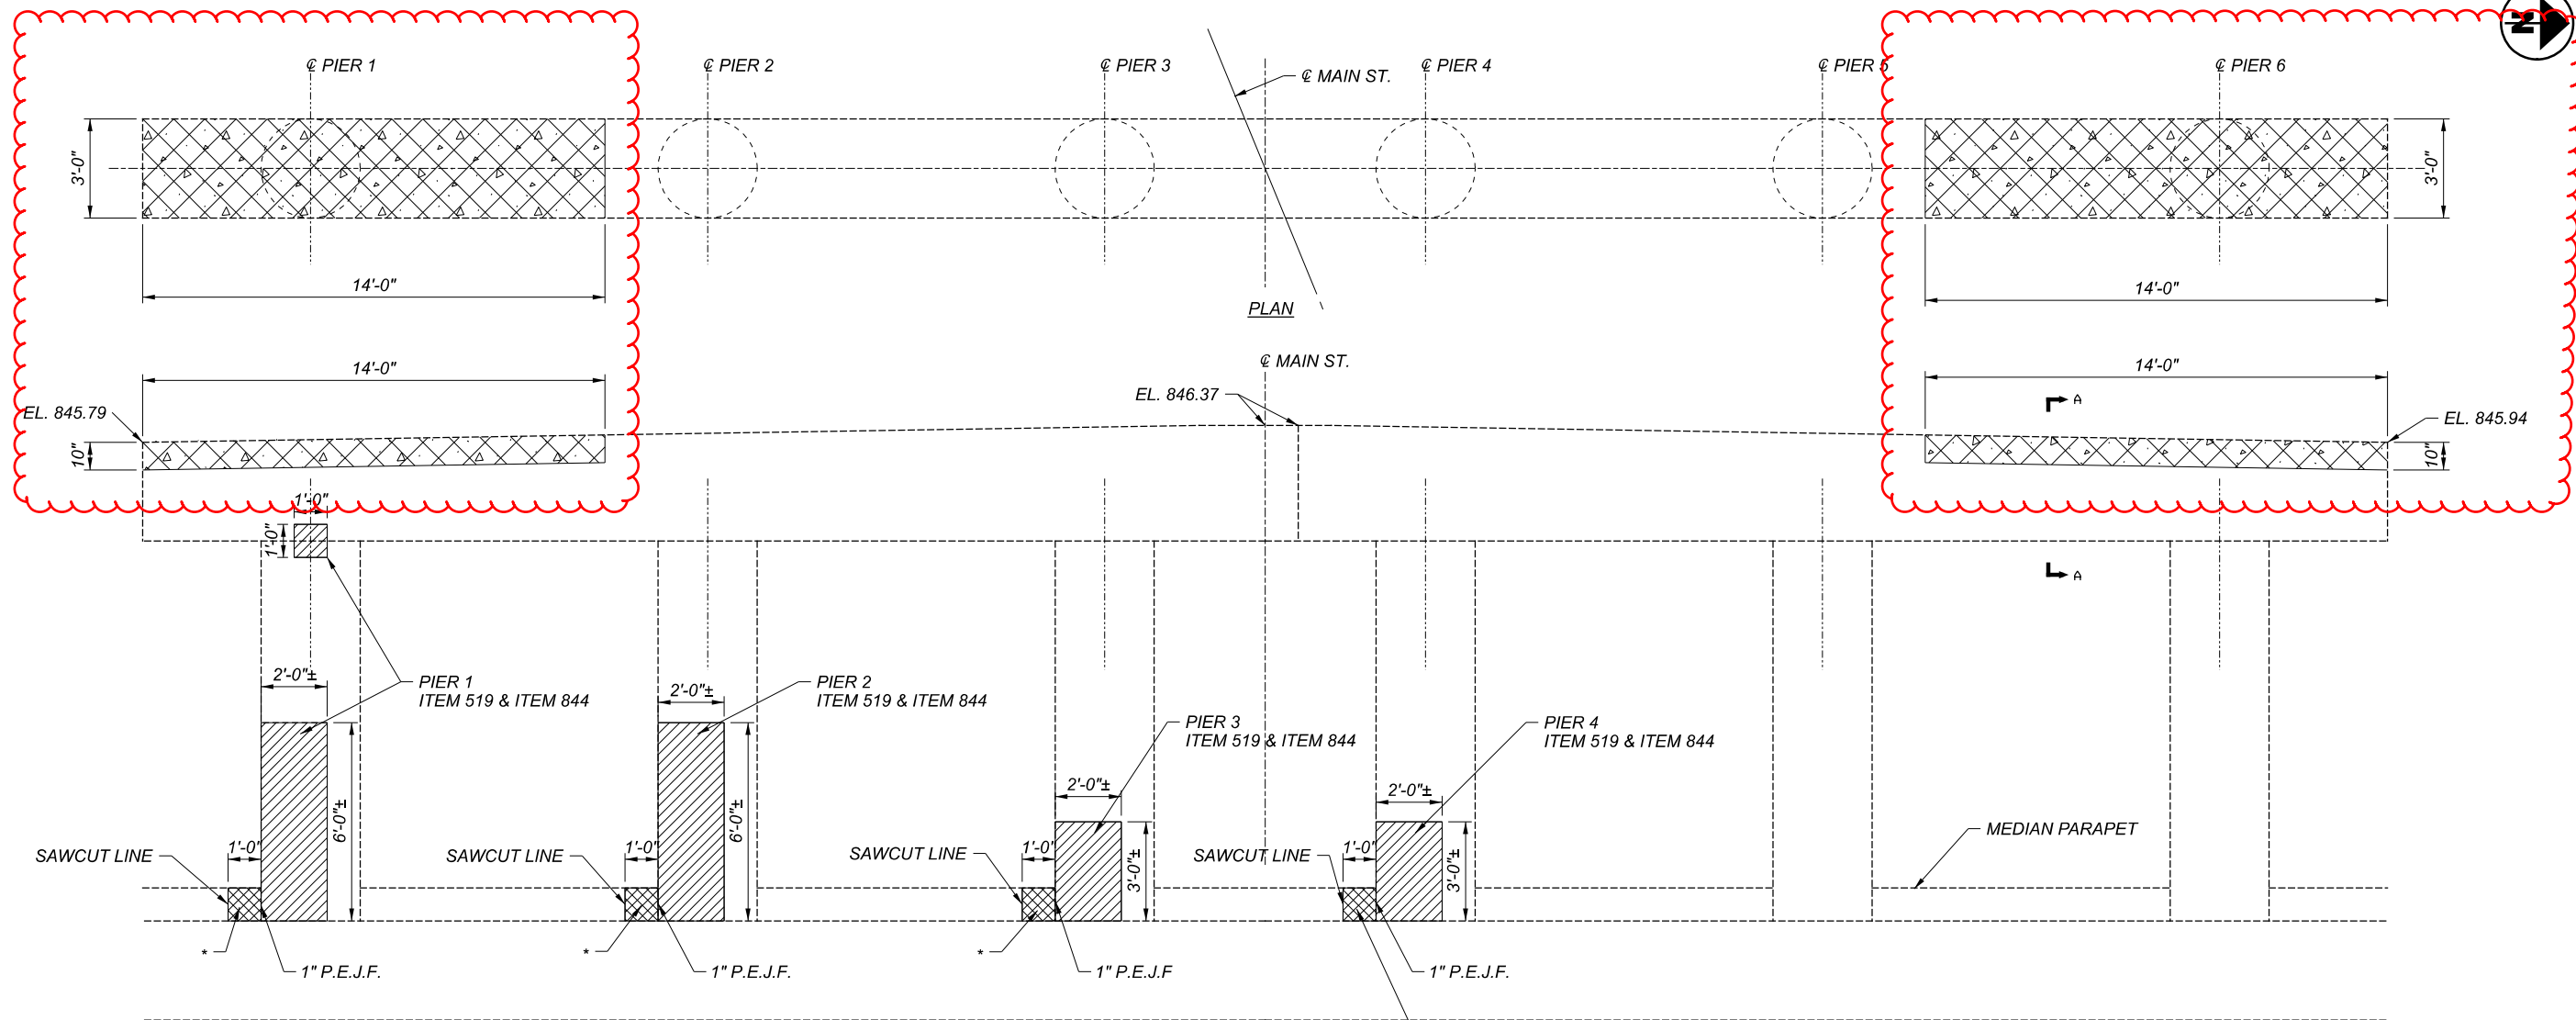 ℄ PIER 1
℄ PIER 2
℄ PIER 3
℄ MAIN ST.
℄ PIER 4
℄ PIER 5
℄ PIER 6
N
3'-0"
3'-0"
14'-0"
14'-0"
PLAN
14'-0"
℄ MAIN ST.
14'-0"
EL. 845.79
EL. 846.37
A
EL. 845.94
10"
10"
1'-0"
1'-0"
A
2'-0"±
PIER 1
ITEM 519 & ITEM 844
2'-0"±
PIER 2
ITEM 519 & ITEM 844
PIER 3
ITEM 519 & ITEM 844
PIER 4
ITEM 519 & ITEM 844
2'-0"±
2'-0"±
6'-0"±
6'-0"±
3'-0"±
3'-0"±
SAWCUT LINE
1'-0"
SAWCUT LINE
1'-0"
SAWCUT LINE
1'-0"
SAWCUT LINE
1'-0"
MEDIAN PARAPET
*
1" P.E.J.F.
*
1" P.E.J.F.
*
1" P.E.J.F
1" P.E.J.F.